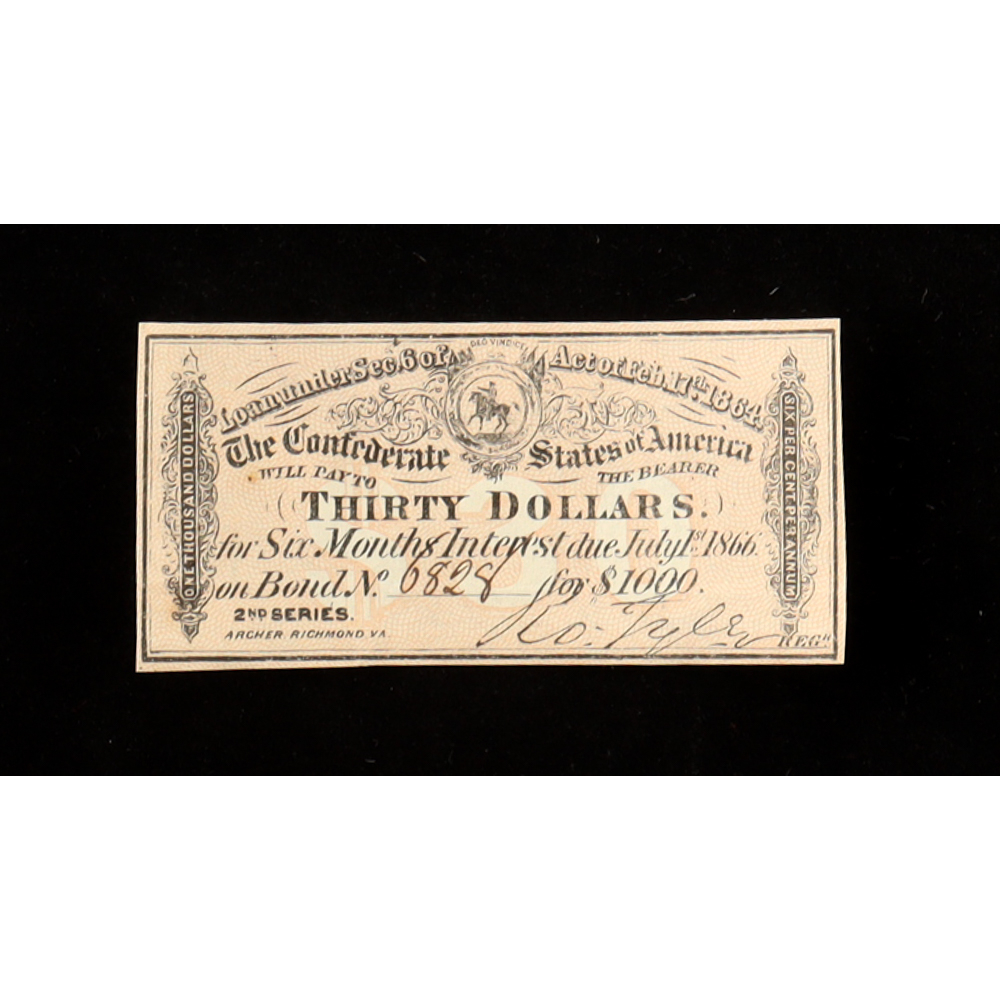 DEO VINDICE
Loan under Sec. 6 of Act of Feb. 17th 1864.
The Confederate States of America
WILL PAY TO THE BEARER
THIRTY DOLLARS.
for Six Months Interest due July 1st 1866.
on Bond No. 6828 for $1000.
2ND SERIES.
ARCHER RICHMOND VA.
Ro: Tyler REGR
ONE THOUSAND DOLLARS
SIX PER CENT. PER ANNUM
$30